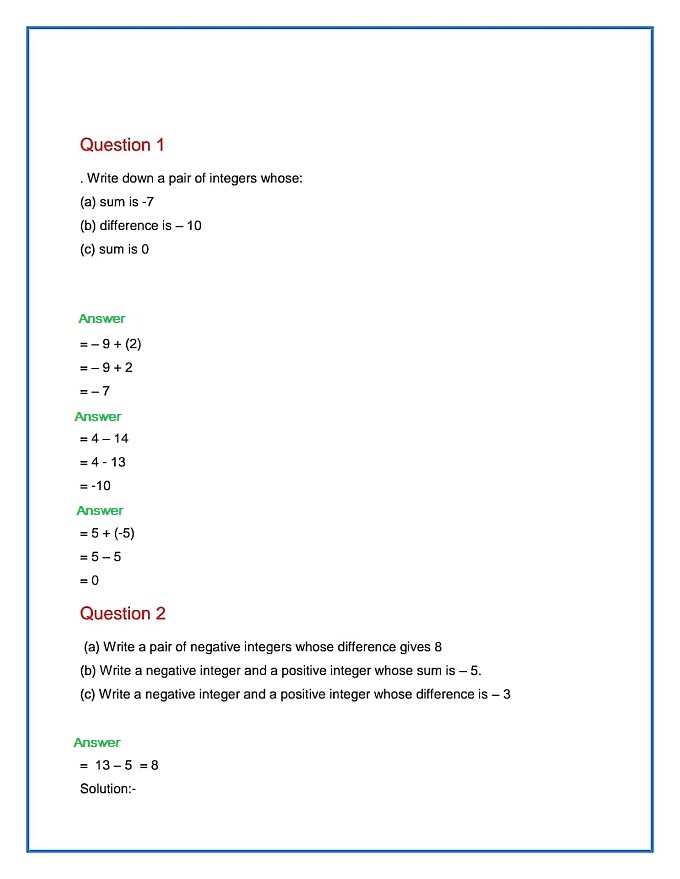 Question 1
. Write down a pair of integers whose:
(a) sum is -7
(b) difference is – 10
(c) sum is 0
Answer
= – 9 + (2)
= – 9 + 2
= – 7
Answer
= 4 – 14
= 4 - 13
= -10
Answer
= 5 + (-5)
= 5 – 5
= 0
Question 2
(a) Write a pair of negative integers whose difference gives 8
(b) Write a negative integer and a positive integer whose sum is – 5.
(c) Write a negative integer and a positive integer whose difference is – 3
Answer
= 13 – 5 = 8
Solution:-